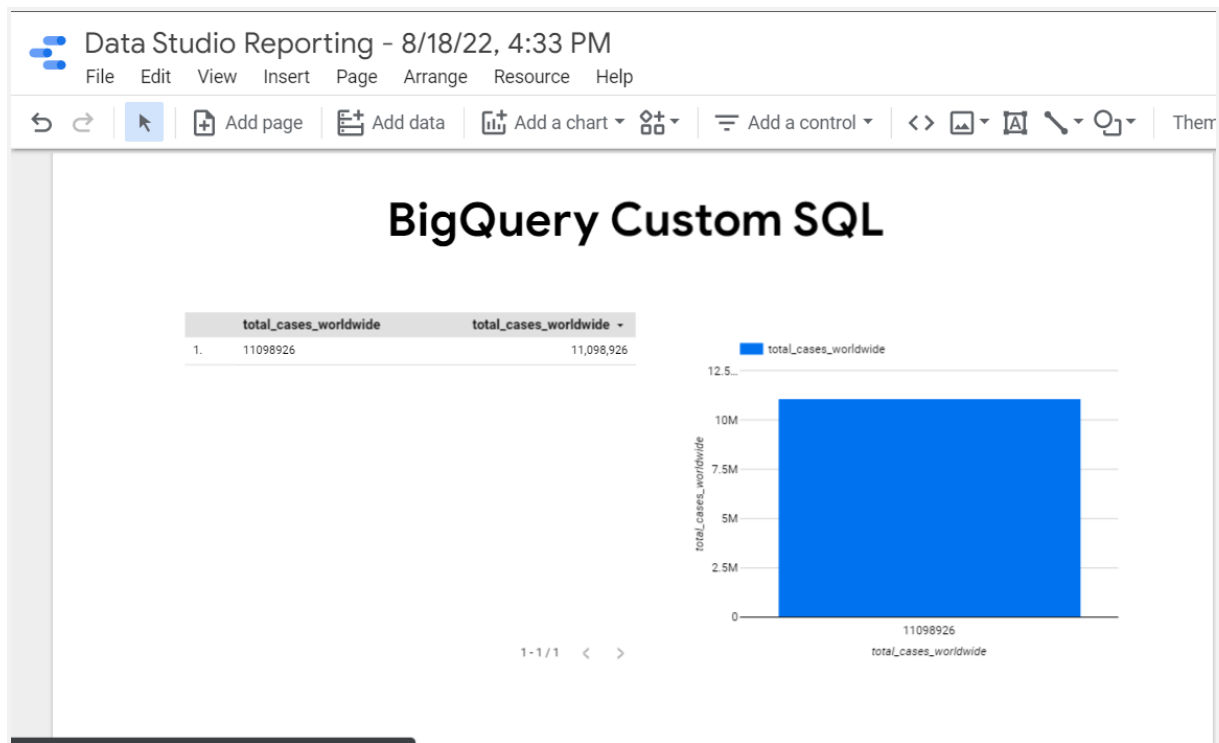 Data Studio Reporting - 8/18/22, 4:33 PM
File Edit View Insert Page Arrange Resource Help
Add page Add data Add a chart Add a control Them
BigQuery Custom SQL
total_cases_worldwide total_cases_worldwide
1. 11098926 11,098,926
1-1/1
total_cases_worldwide
12.5...
10M
7.5M
5M
2.5M
0
total_cases_worldwide
11098926
total_cases_worldwide